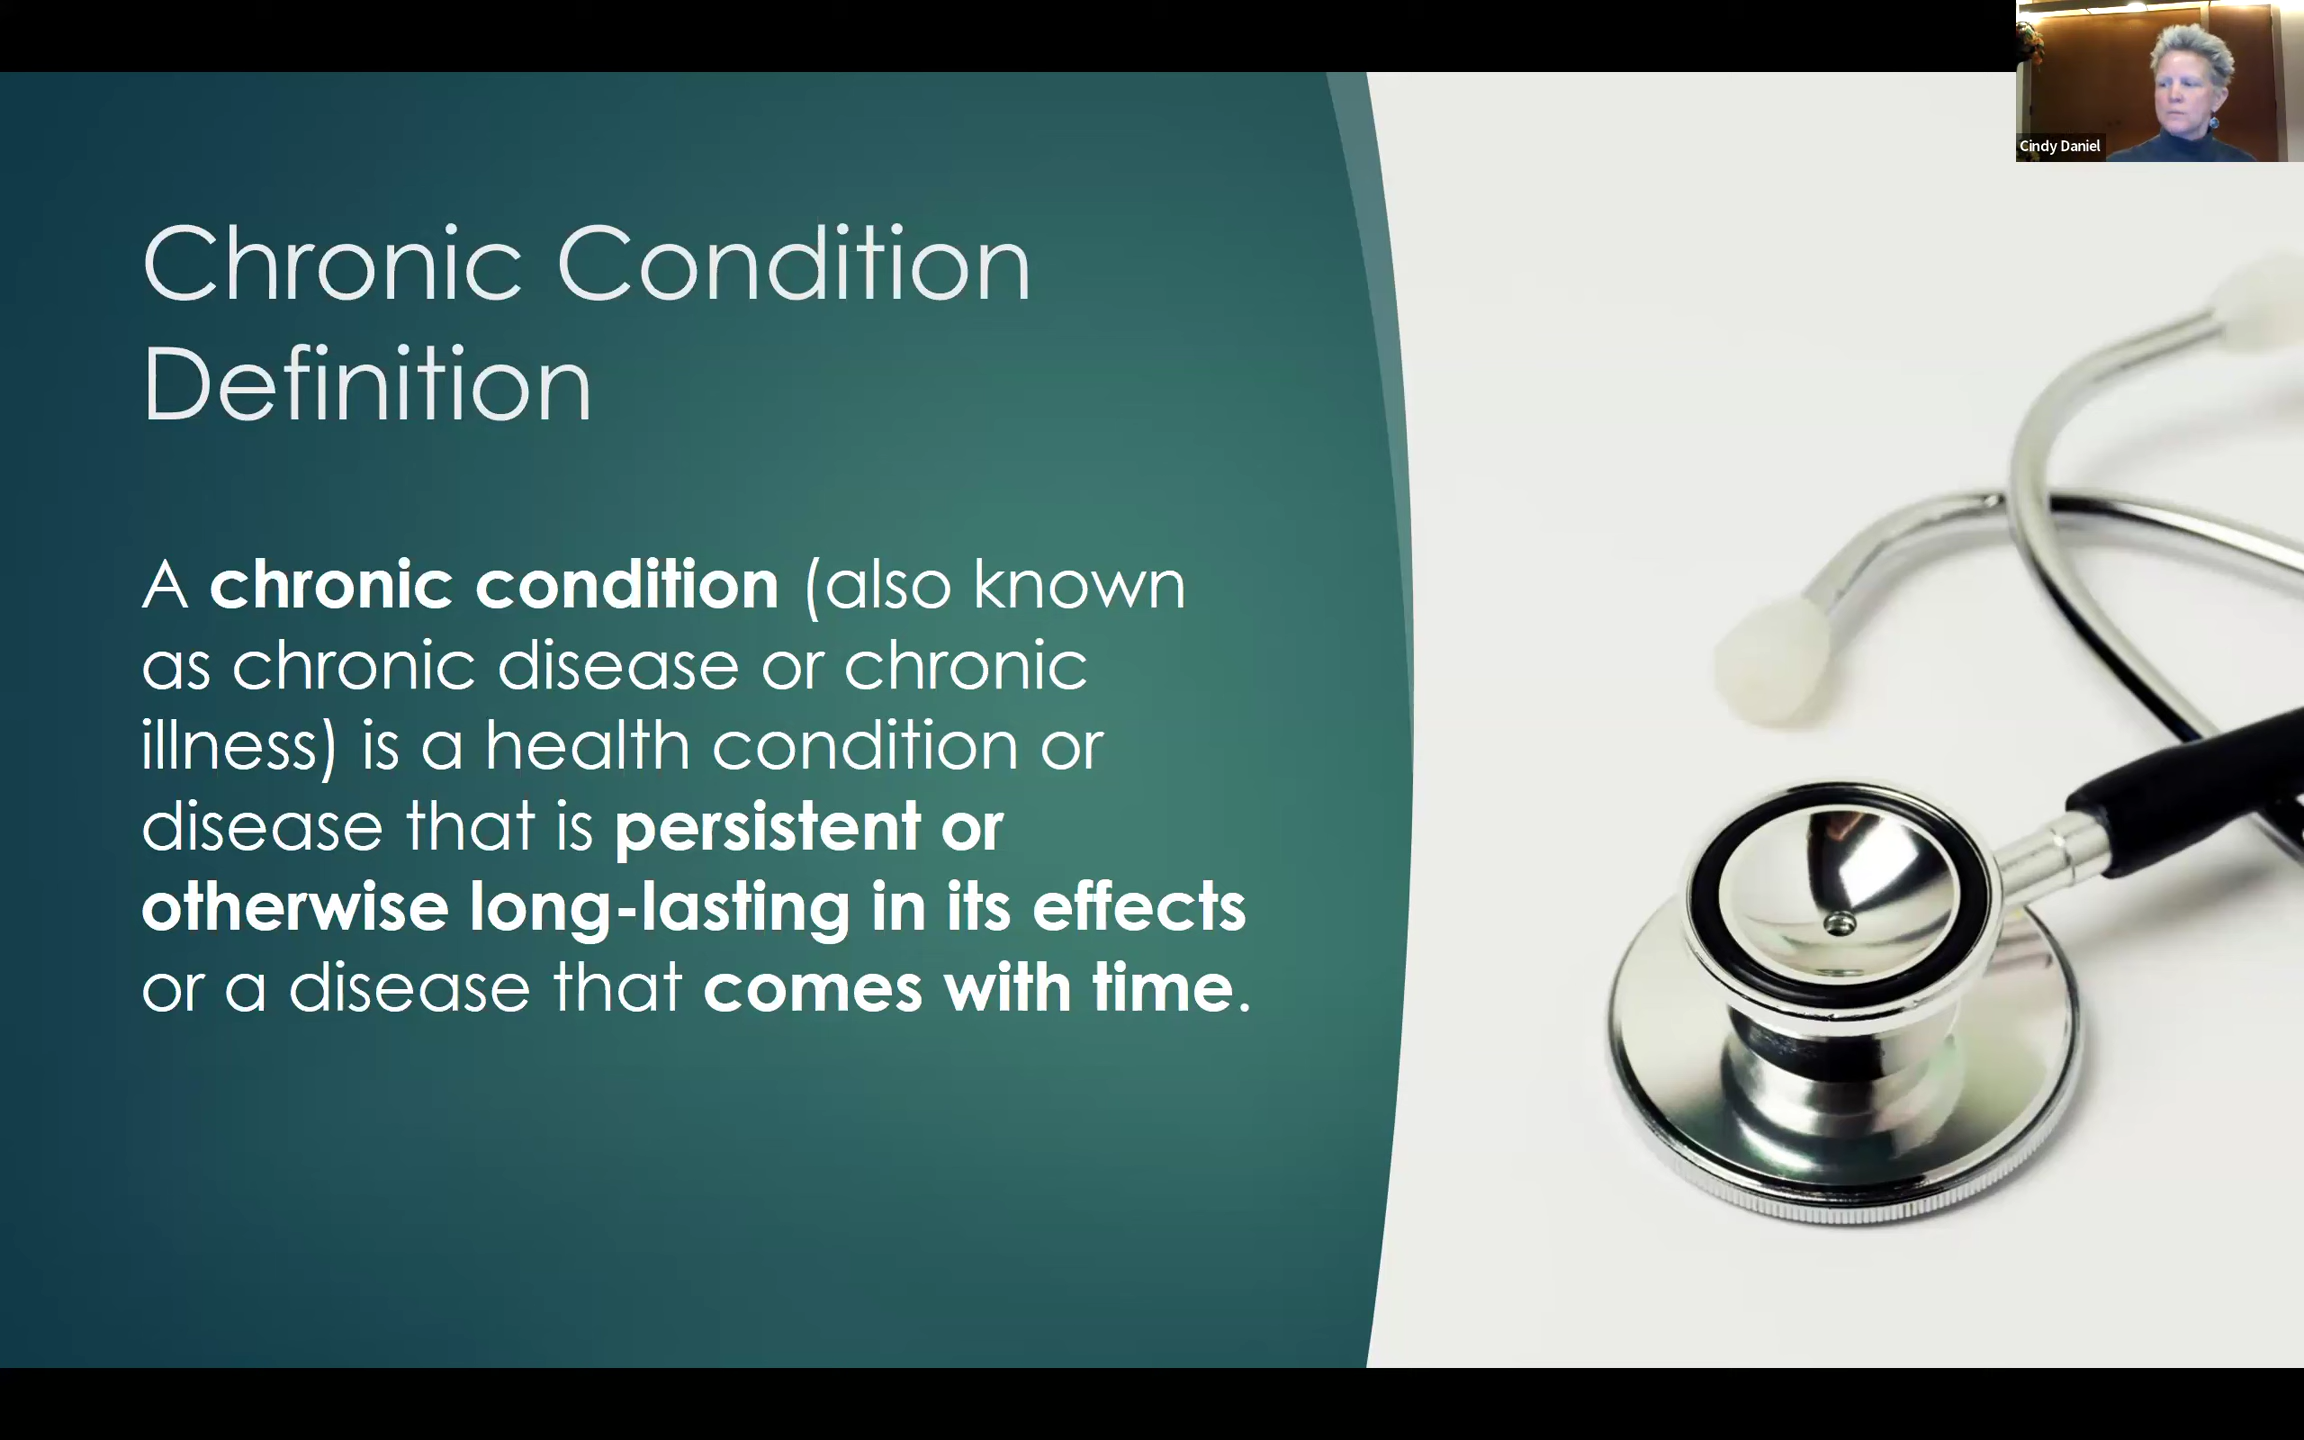 Cindy Daniel
Chronic Condition
Definition
A chronic condition (also known
as chronic disease or chronic
illness) is a health condition or
disease that is persistent or
otherwise long-lasting in its effects
or a disease that comes with time.